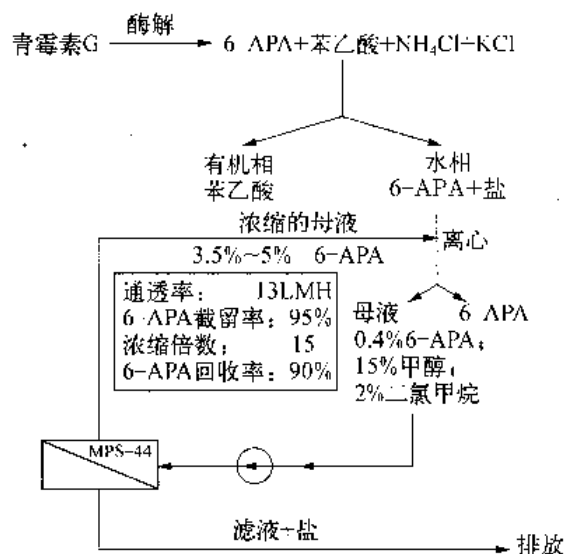 青霉素G
酶解
6 APA+苯乙酸+NH₄Cl+KCl
有机相
苯乙酸
水相
6-APA+盐
浓缩的母液
3.5%~5% 6-APA
离心
通透率: 13LMH
6-APA截留率: 95%
浓缩倍数; 15
6-APA回收率: 90%
母液
6 APA
0.4%6-APA;
15%甲醇;
2%二氯甲烷
MPS-44
滤液+盐
排放